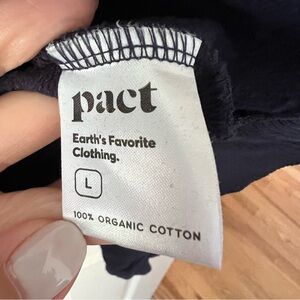 pact
Earth's Favorite
Clothing.
L
100% ORGANIC COTTON